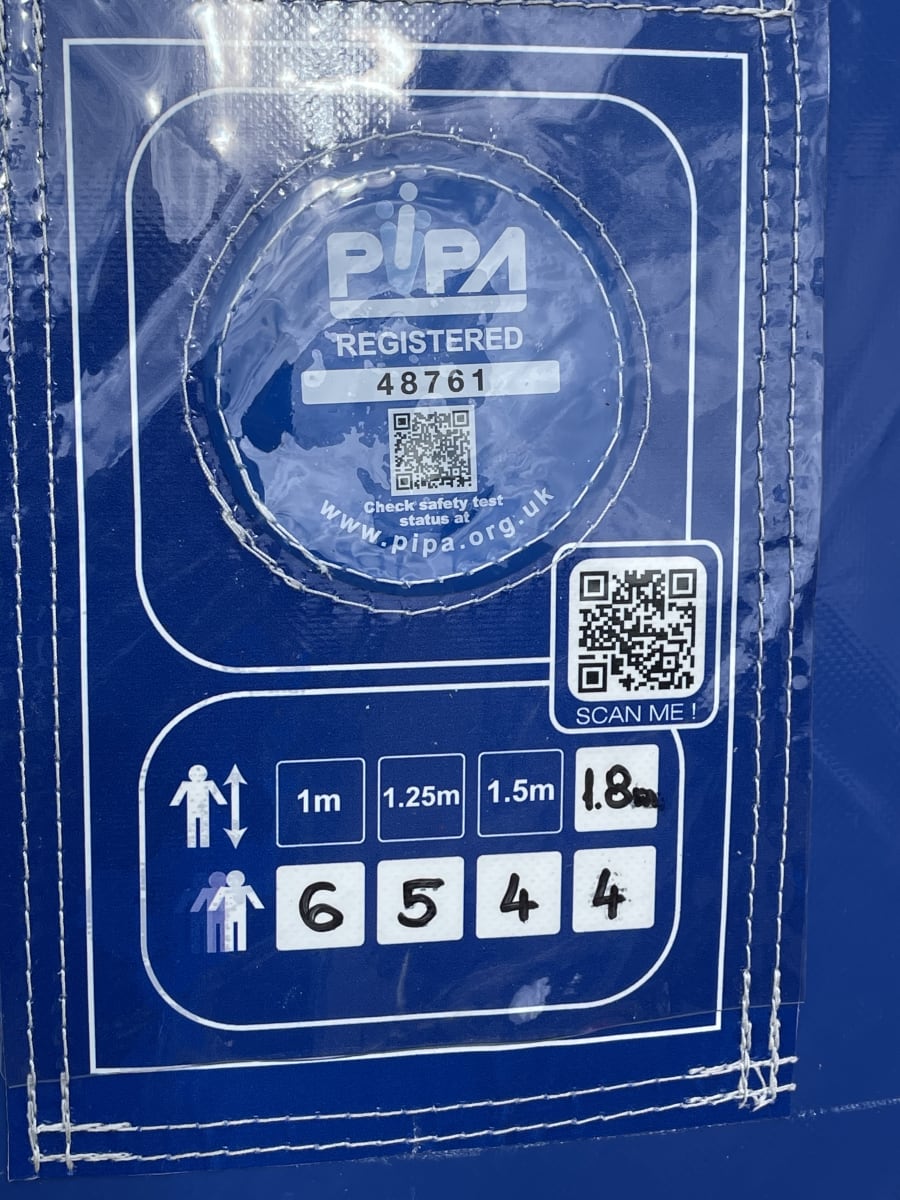 PiPA
REGISTERED
48761
Check safety test
status at
www.pipa.org.uk
SCAN ME !
1m 1.25m 1.5m 1.8m
6 5 4 4